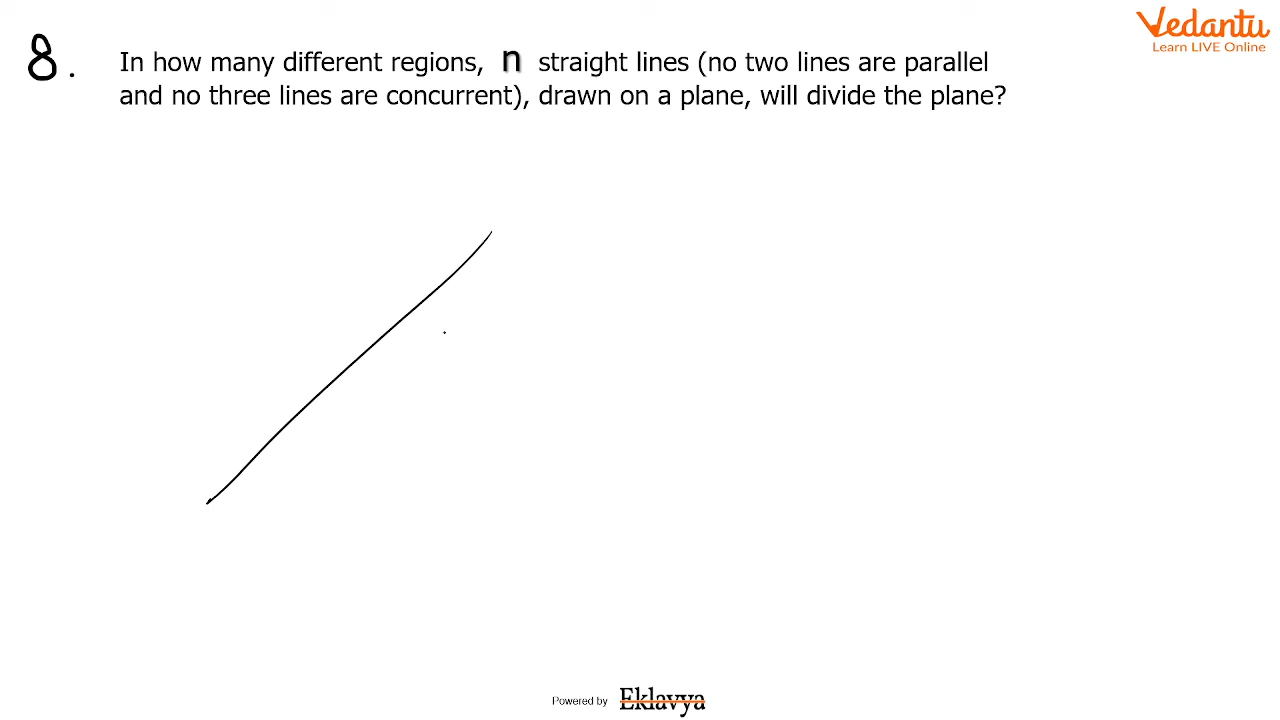 Vedantu
Learn LIVE Online
8. In how many different regions, n straight lines (no two lines are parallel
and no three lines are concurrent), drawn on a plane, will divide the plane?
Powered by Eklavya